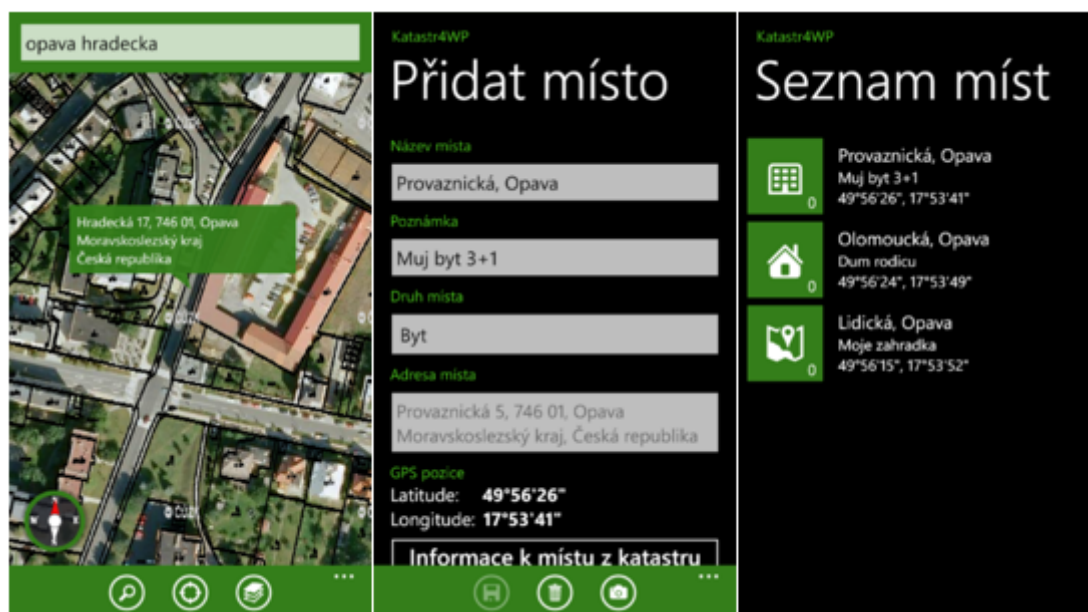 opava hradecka
Hradecká 17, 746 01, Opava
Moravskoslezský kraj
Česká republika
Katastr4WP
Přidat místo
Název místa
Provaznická, Opava
Poznámka
Muj byt 3+1
Druh místa
Byt
Adresa místa
Provaznická 5, 746 01, Opava
Moravskoslezský kraj, Česká republika
GPS pozice
Latitude: 49°56'26"
Longitude: 17°53'41"
Informace k místu z katastru
Katastr4WP
Seznam míst
0
Provaznická, Opava
Muj byt 3+1
49°56'26", 17°53'41"
0
Olomoucká, Opava
Dum rodicu
49°56'24", 17°53'49"
0
Lidická, Opava
Moje zahradka
49°56'15", 17°53'52"